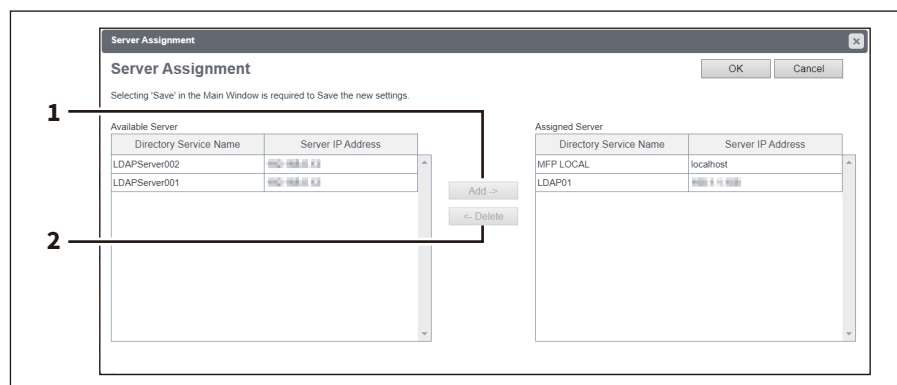 Server Assignment
Server Assignment
OK
Cancel
Selecting 'Save' in the Main Window is required to Save the new settings.
1
Available Server
Assigned Server
Directory Service Name
Server IP Address
Directory Service Name
Server IP Address
LDAPServer002
MFP LOCAL
localhost
LDAPServer001
LDAP01
Add ->
<- Delete
2